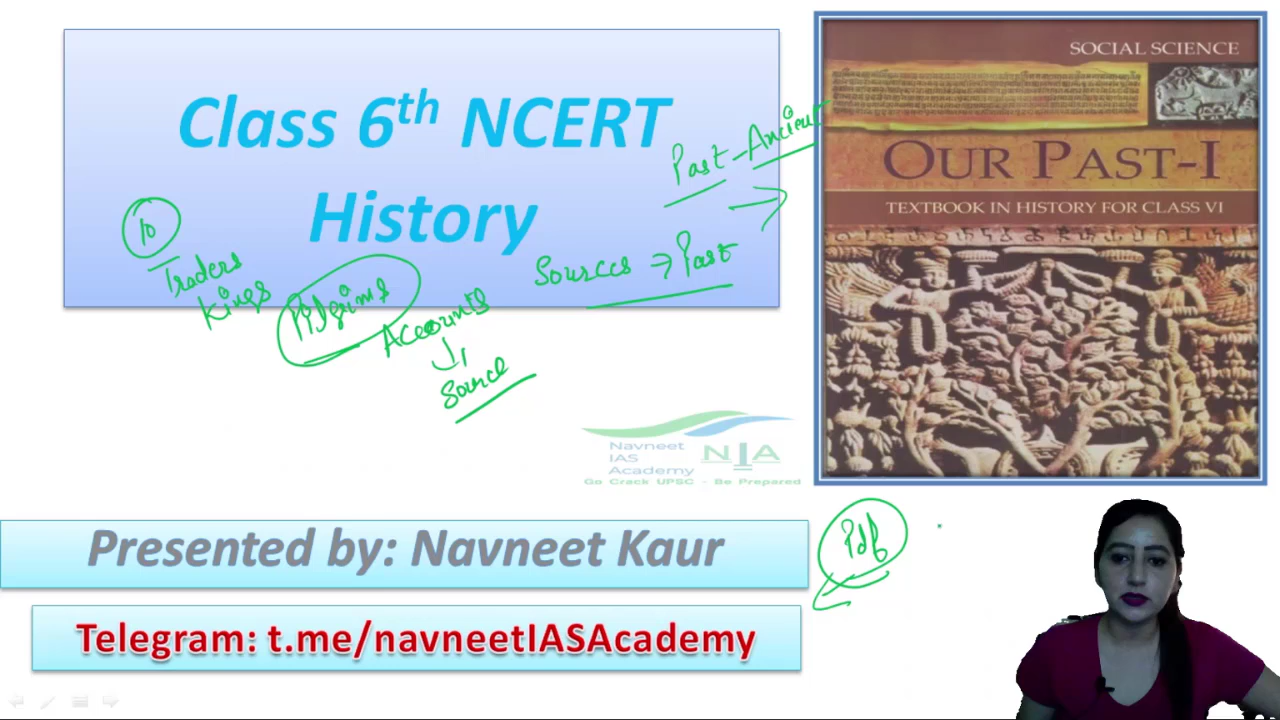 Class 6th NCERT
History
Past - Ancient
Sources → Past
10
Traders
Kings
Pilgrims
Accounts
Source
SOCIAL SCIENCE
OUR PAST-I
TEXTBOOK IN HISTORY FOR CLASS VI
Navneet
IAS
Academy
NIA
Go Crack UPSC - Be Prepared
Pdf
Presented by: Navneet Kaur
Telegram: t.me/navneetIASAcademy